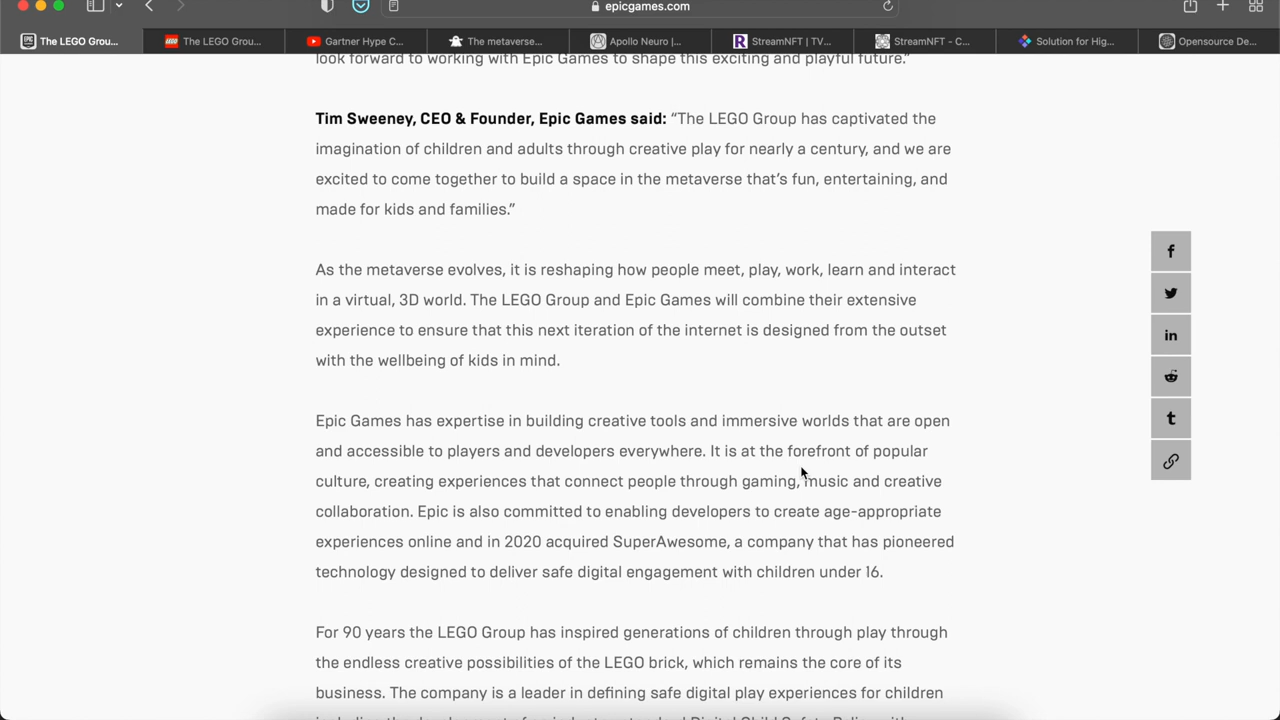 epicgames.com
The LEGO Grou...
The LEGO Grou...
Gartner Hype C...
The metaverse...
Apollo Neuro |...
StreamNFT | TV...
StreamNFT - C...
Solution for Hig...
Opensource De...
look forward to working with Epic Games to shape this exciting and playful future.”
Tim Sweeney, CEO & Founder, Epic Games said: “The LEGO Group has captivated the
imagination of children and adults through creative play for nearly a century, and we are
excited to come together to build a space in the metaverse that’s fun, entertaining, and
made for kids and families.”
As the metaverse evolves, it is reshaping how people meet, play, work, learn and interact
in a virtual, 3D world. The LEGO Group and Epic Games will combine their extensive
experience to ensure that this next iteration of the internet is designed from the outset
with the wellbeing of kids in mind.
Epic Games has expertise in building creative tools and immersive worlds that are open
and accessible to players and developers everywhere. It is at the forefront of popular
culture, creating experiences that connect people through gaming, music and creative
collaboration. Epic is also committed to enabling developers to create age-appropriate
experiences online and in 2020 acquired SuperAwesome, a company that has pioneered
technology designed to deliver safe digital engagement with children under 16.
For 90 years the LEGO Group has inspired generations of children through play through
the endless creative possibilities of the LEGO brick, which remains the core of its
business. The company is a leader in defining safe digital play experiences for children